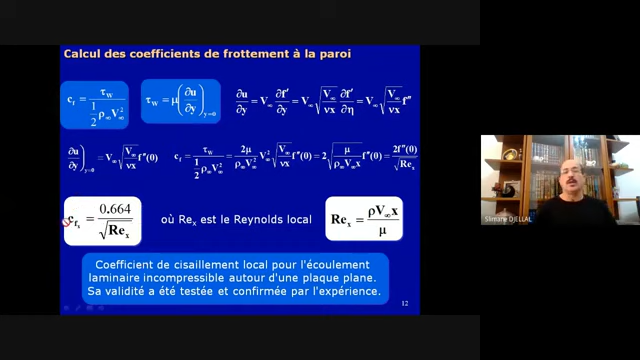 Calcul des coefficients de frottement à la paroi
c_f = τ_W / (1/2 ρ_∞ V_∞^2)
τ_W = μ (∂u/∂y)_{y=0}
∂u/∂y = V_∞ ∂f'/∂y = V_∞ √(V_∞/νx) ∂f'/∂η = V_∞ √(V_∞/νx) f''
∂u/∂y)_{y=0} = V_∞ √(V_∞/νx) f''(0)
c_f = τ_W / (1/2 ρ_∞ V_∞^2) = 2μ/(ρ_∞ V_∞^2) V_∞ √(V_∞/νx) f''(0) = 2 √(μ/(ρ_∞ V_∞ x)) f''(0) = 2f''(0)/√Re_x
c_{f_x} = 0.664/√Re_x
où Re_x est le Reynolds local
Re_x = ρV_∞x/μ
Coefficient de cisaillement local pour l'écoulement
laminaire incompressible autour d'une plaque plane.
Sa validité a été testée et confirmée par l'expérience.
12
Slimane DJELLAL